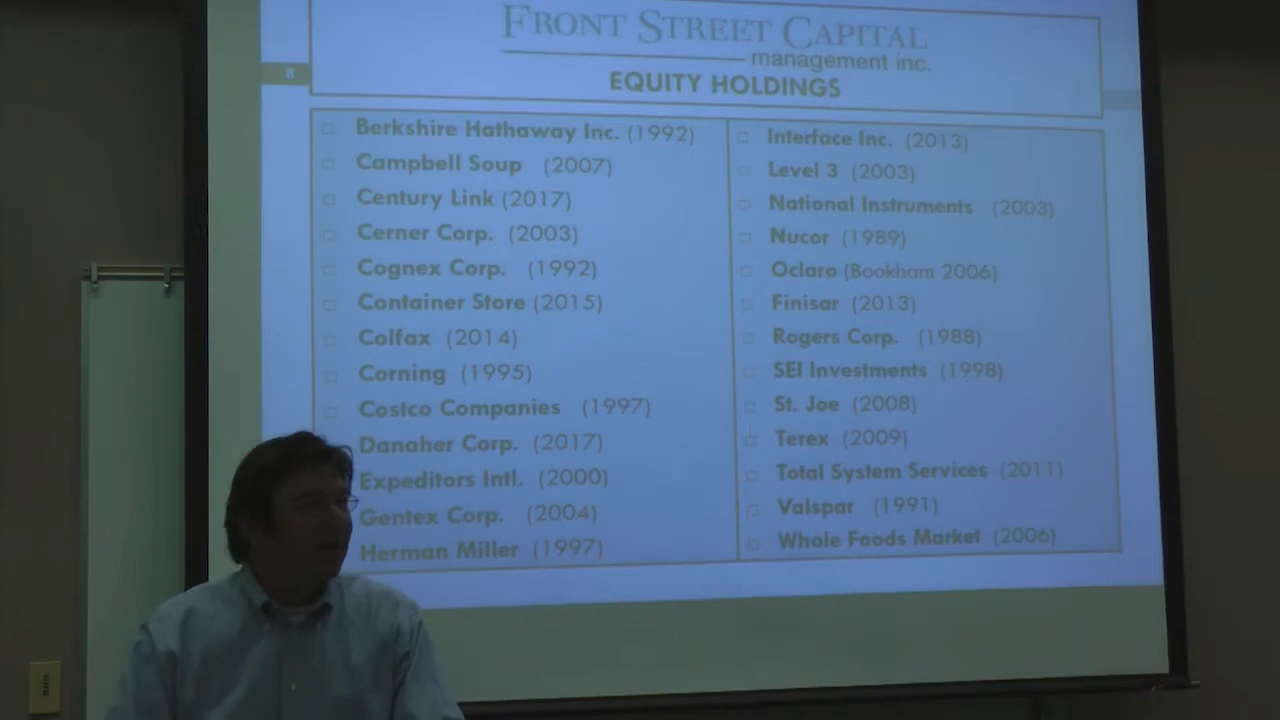 FRONT STREET CAPITAL
management inc.
8
EQUITY HOLDINGS
Berkshire Hathaway Inc. (1992)
Campbell Soup (2007)
Century Link (2017)
Cerner Corp. (2003)
Cognex Corp. (1992)
Container Store (2015)
Colfax (2014)
Corning (1995)
Costco Companies (1997)
Danaher Corp. (2017)
Expeditors Intl. (2000)
Gentex Corp. (2004)
Herman Miller (1997)
Interface Inc. (2013)
Level 3 (2003)
National Instruments (2003)
Nucor (1989)
Oclaro (Bookham 2006)
Finisar (2013)
Rogers Corp. (1988)
SEI Investments (1998)
St. Joe (2008)
Terex (2009)
Total System Services (2011)
Valspar (1991)
Whole Foods Market (2006)